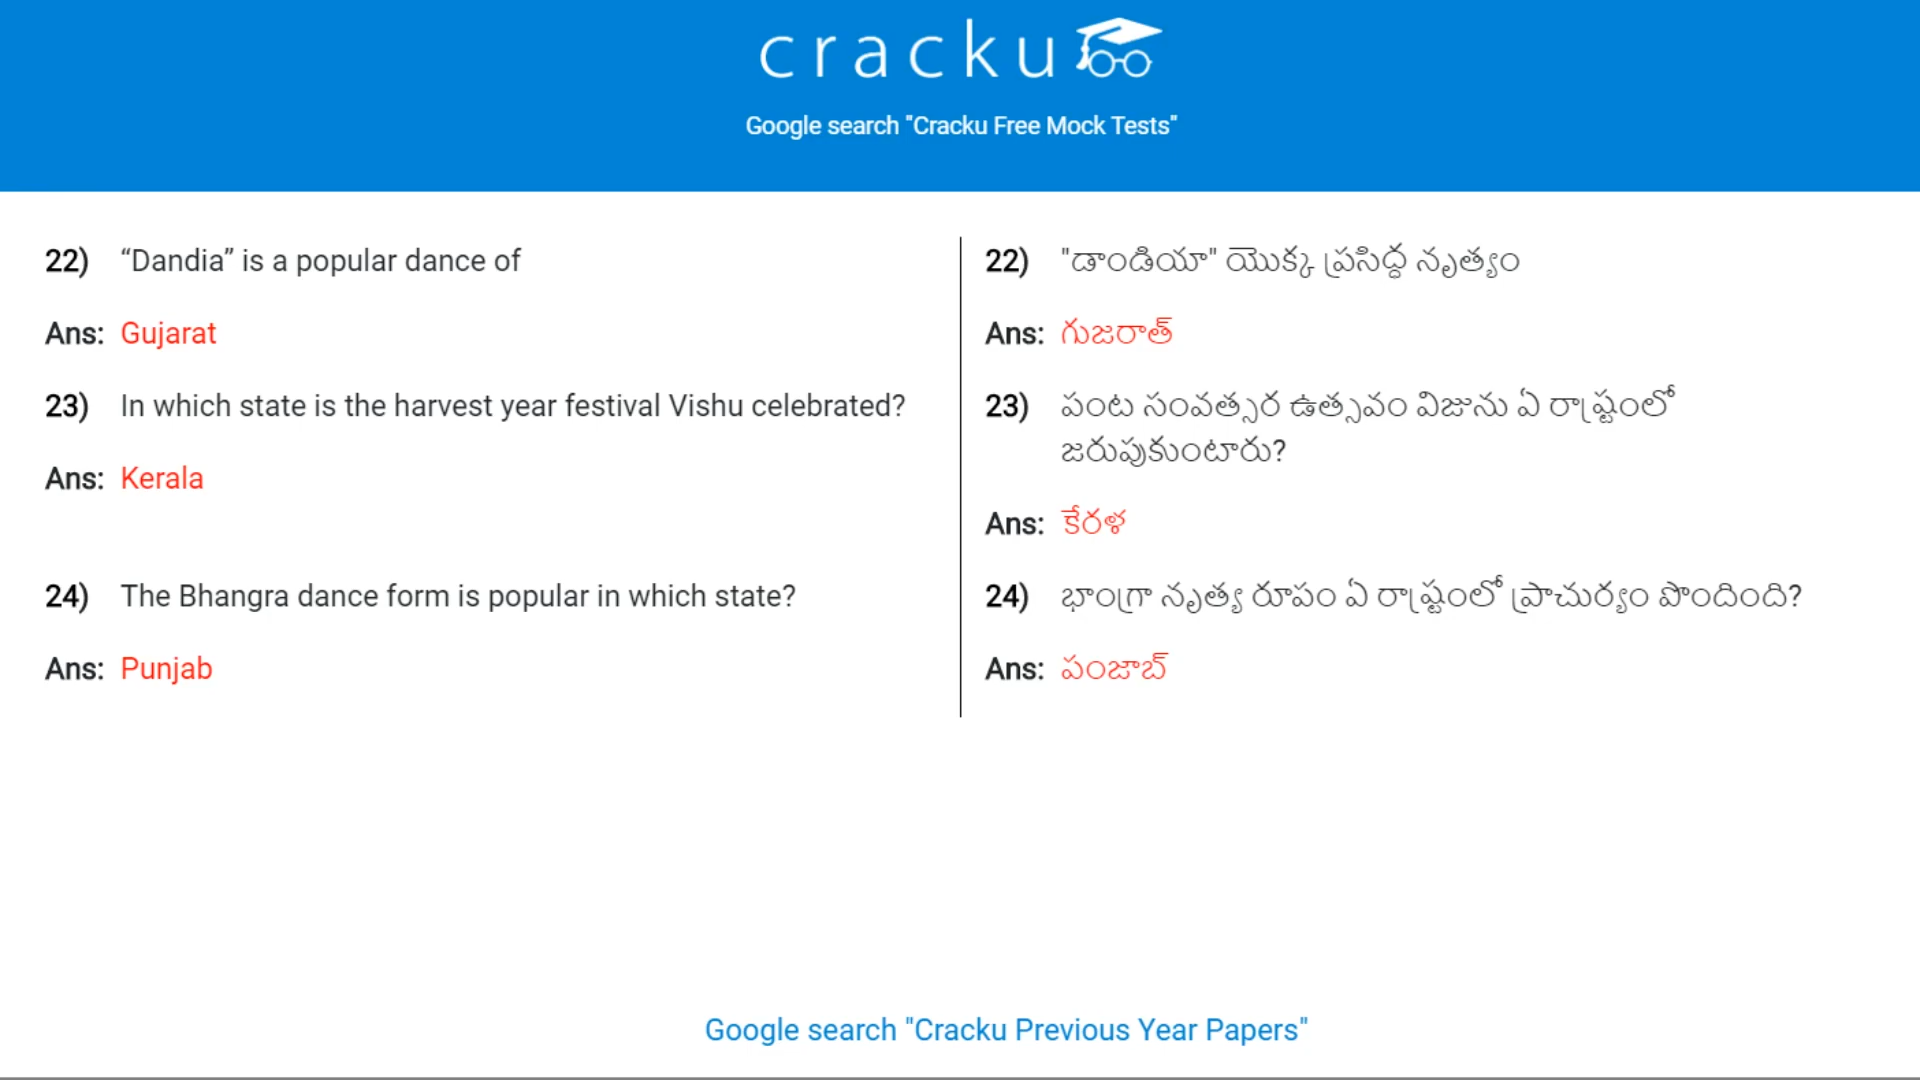 cracku
Google search "Cracku Free Mock Tests"
22) “Dandia” is a popular dance of
Ans: Gujarat
23) In which state is the harvest year festival Vishu celebrated?
Ans: Kerala
24) The Bhangra dance form is popular in which state?
Ans: Punjab
22) "డాండియా" యొక్క ప్రసిద్ధ నృత్యం
Ans: గుజరాత్
23) పంట సంవత్సర ఉత్సవం విజును ఏ రాష్ట్రంలో
జరుపుకుంటారు?
Ans: కేరళ
24) భాంగ్రా నృత్య రూపం ఏ రాష్ట్రంలో ప్రాచుర్యం పొందింది?
Ans: పంజాబ్
Google search "Cracku Previous Year Papers"